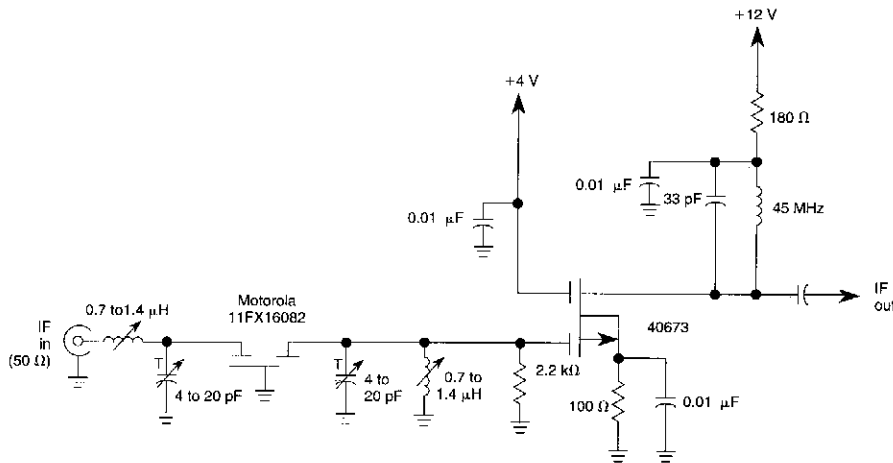 +12 V
+4 V
180 Ω
0.01 μF
33 pF
45 MHz
0.01 μF
IF
out
40673
0.7 to1.4 μH
Motorola
11FX16082
IF
in
(50 Ω)
T
4 to 20 pF
T
4 to
20 pF
0.7 to
1.4 μH
2.2 kΩ
100 Ω
0.01 μF